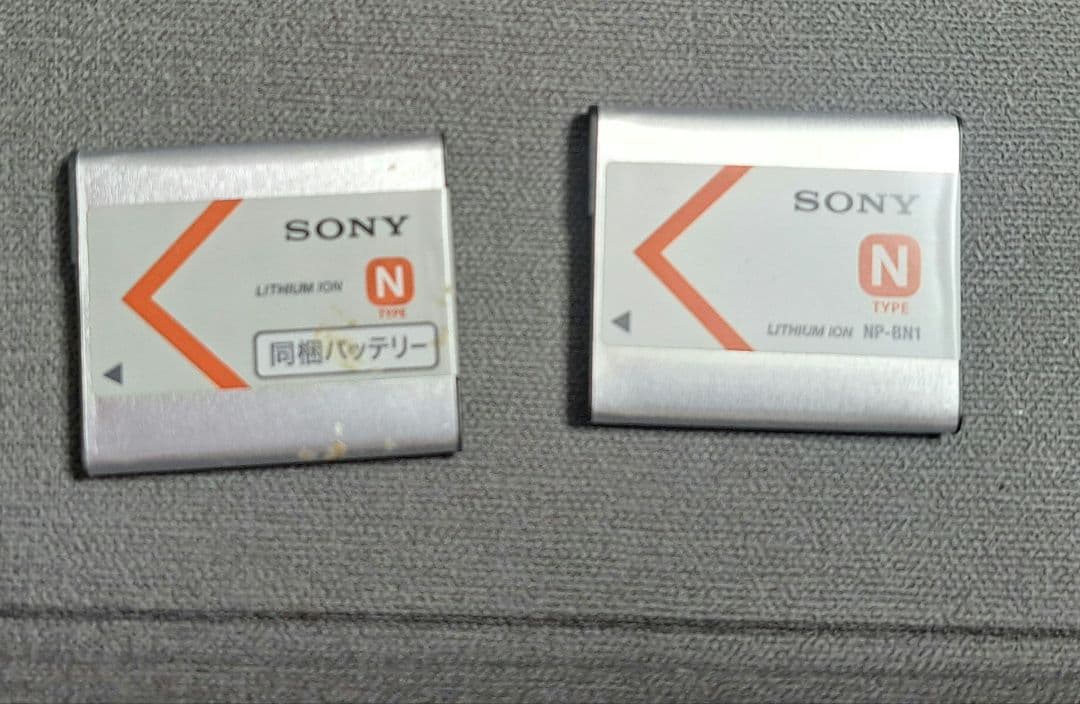 SONY
LITHIUM ION N
TYPE
同梱バッテリー
SONY
N
TYPE
LITHIUM ION NP-BN1